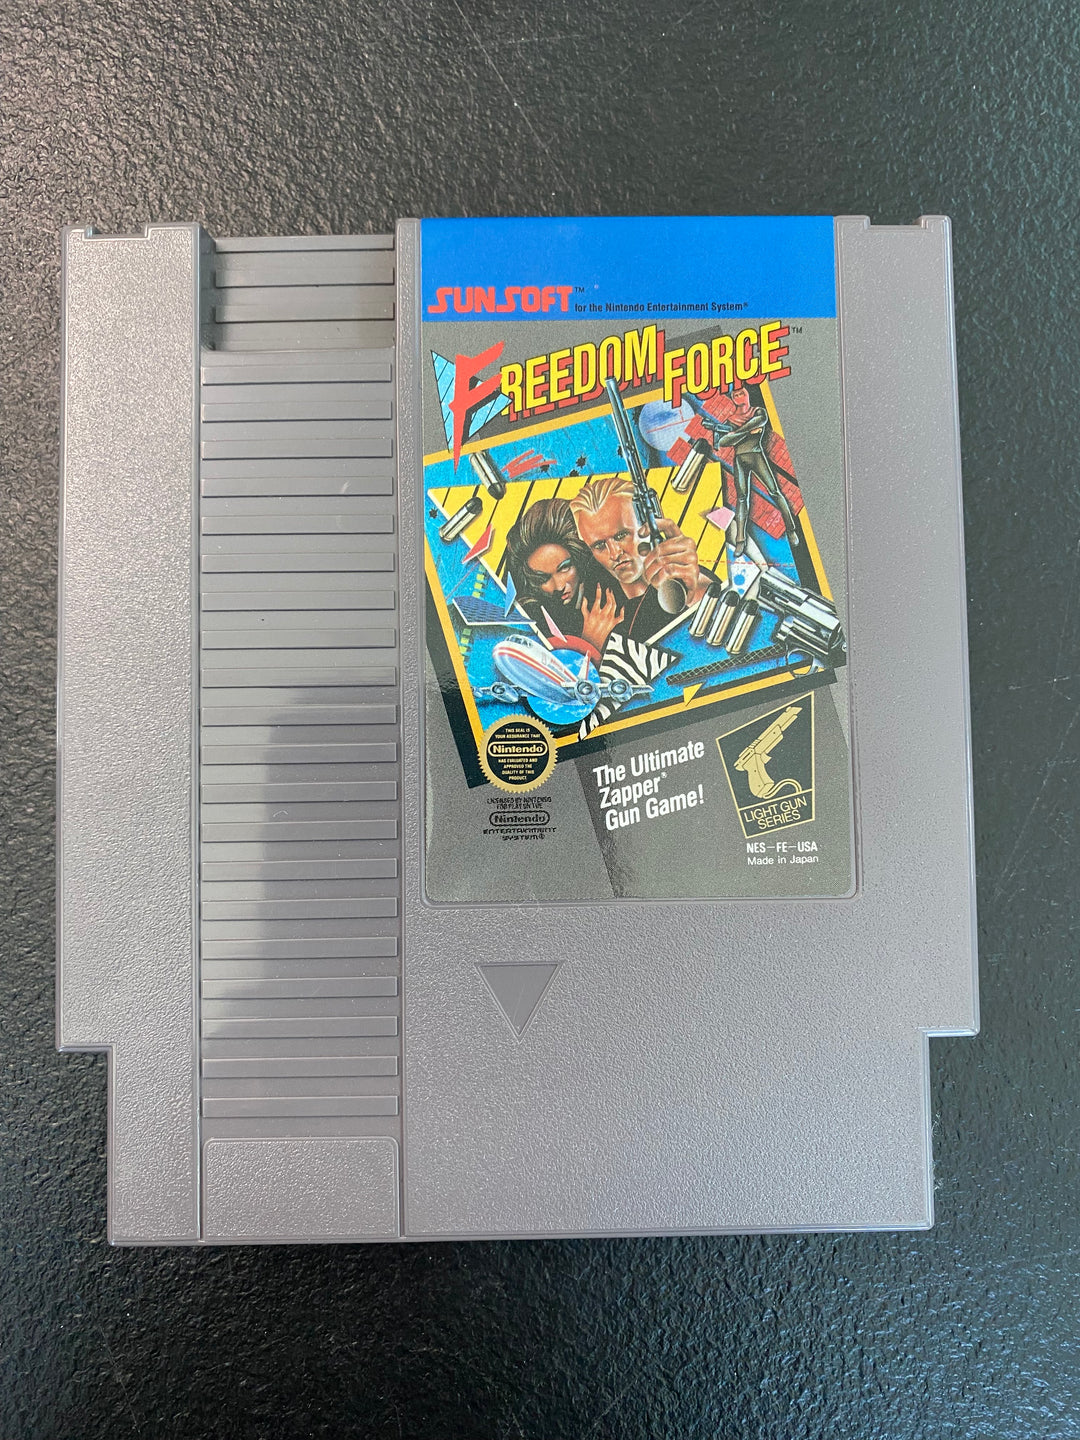 SUNSOFT™ for the Nintendo Entertainment System®
FREEDOM FORCE™
THIS SEAL IS
YOUR ASSURANCE THAT
Nintendo
HAS EVALUATED AND
APPROVED THE
QUALITY OF THIS
PRODUCT
LICENSED BY NINTENDO
FOR PLAY ON THE
Nintendo
ENTERTAINMENT
SYSTEM®
The Ultimate
Zapper®
Gun Game!
LIGHT GUN
SERIES
NES-FE-USA
Made in Japan